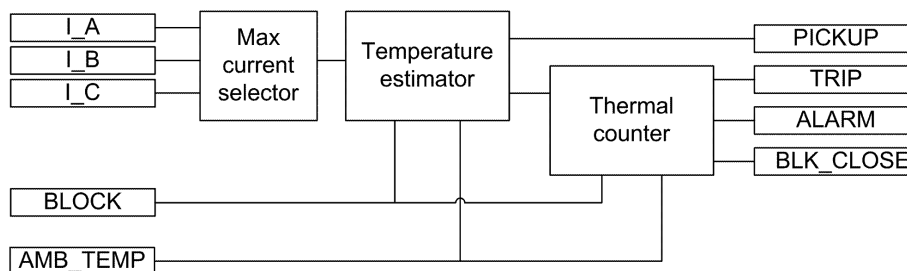 I_A
I_B
I_C
Max
current
selector
Temperature
estimator
Thermal
counter
PICKUP
TRIP
ALARM
BLK_CLOSE
BLOCK
AMB_TEMP